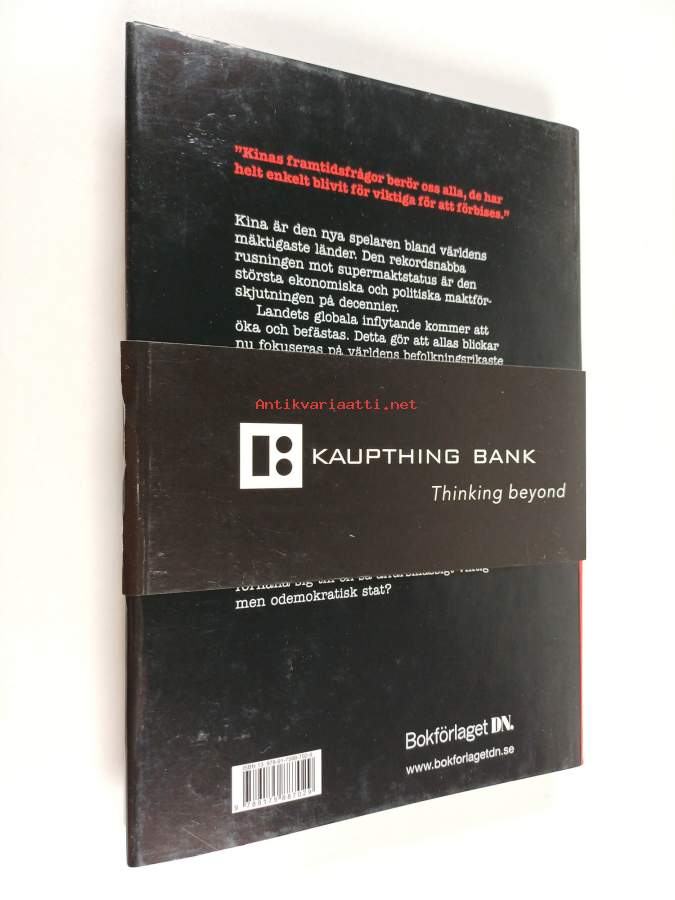 ”Kinas framtidsfrågor berör oss alla, de har
helt enkelt blivit för viktiga för att förbises.”
Kina är den nya spelaren bland världens
mäktigaste länder. Den rekordsnabba
rusningen mot supermaktstatus är den
största ekonomiska och politiska maktför-
skjutningen på decennier.
Landets globala inflytande kommer att
öka och befästas. Detta gör att allas blickar
nu fokuseras på världens befolkningsrikaste
Antikvariaatti.net
KAUPTHING BANK
Thinking beyond
men odemokratisk stat?
Bokförlaget DN.
www.bokforlagetdn.se